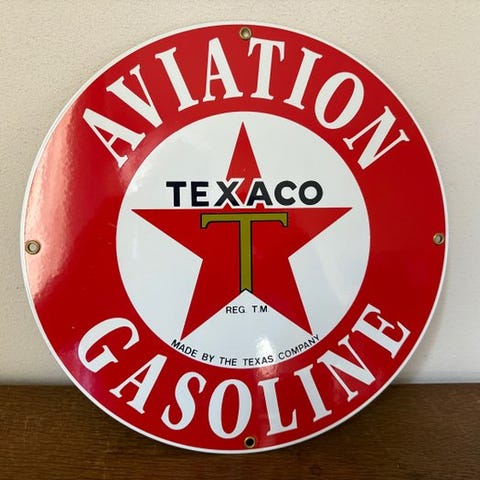 AVIATION
TEXACO
T
REG. T.M.
MADE BY THE TEXAS COMPANY
GASOLINE